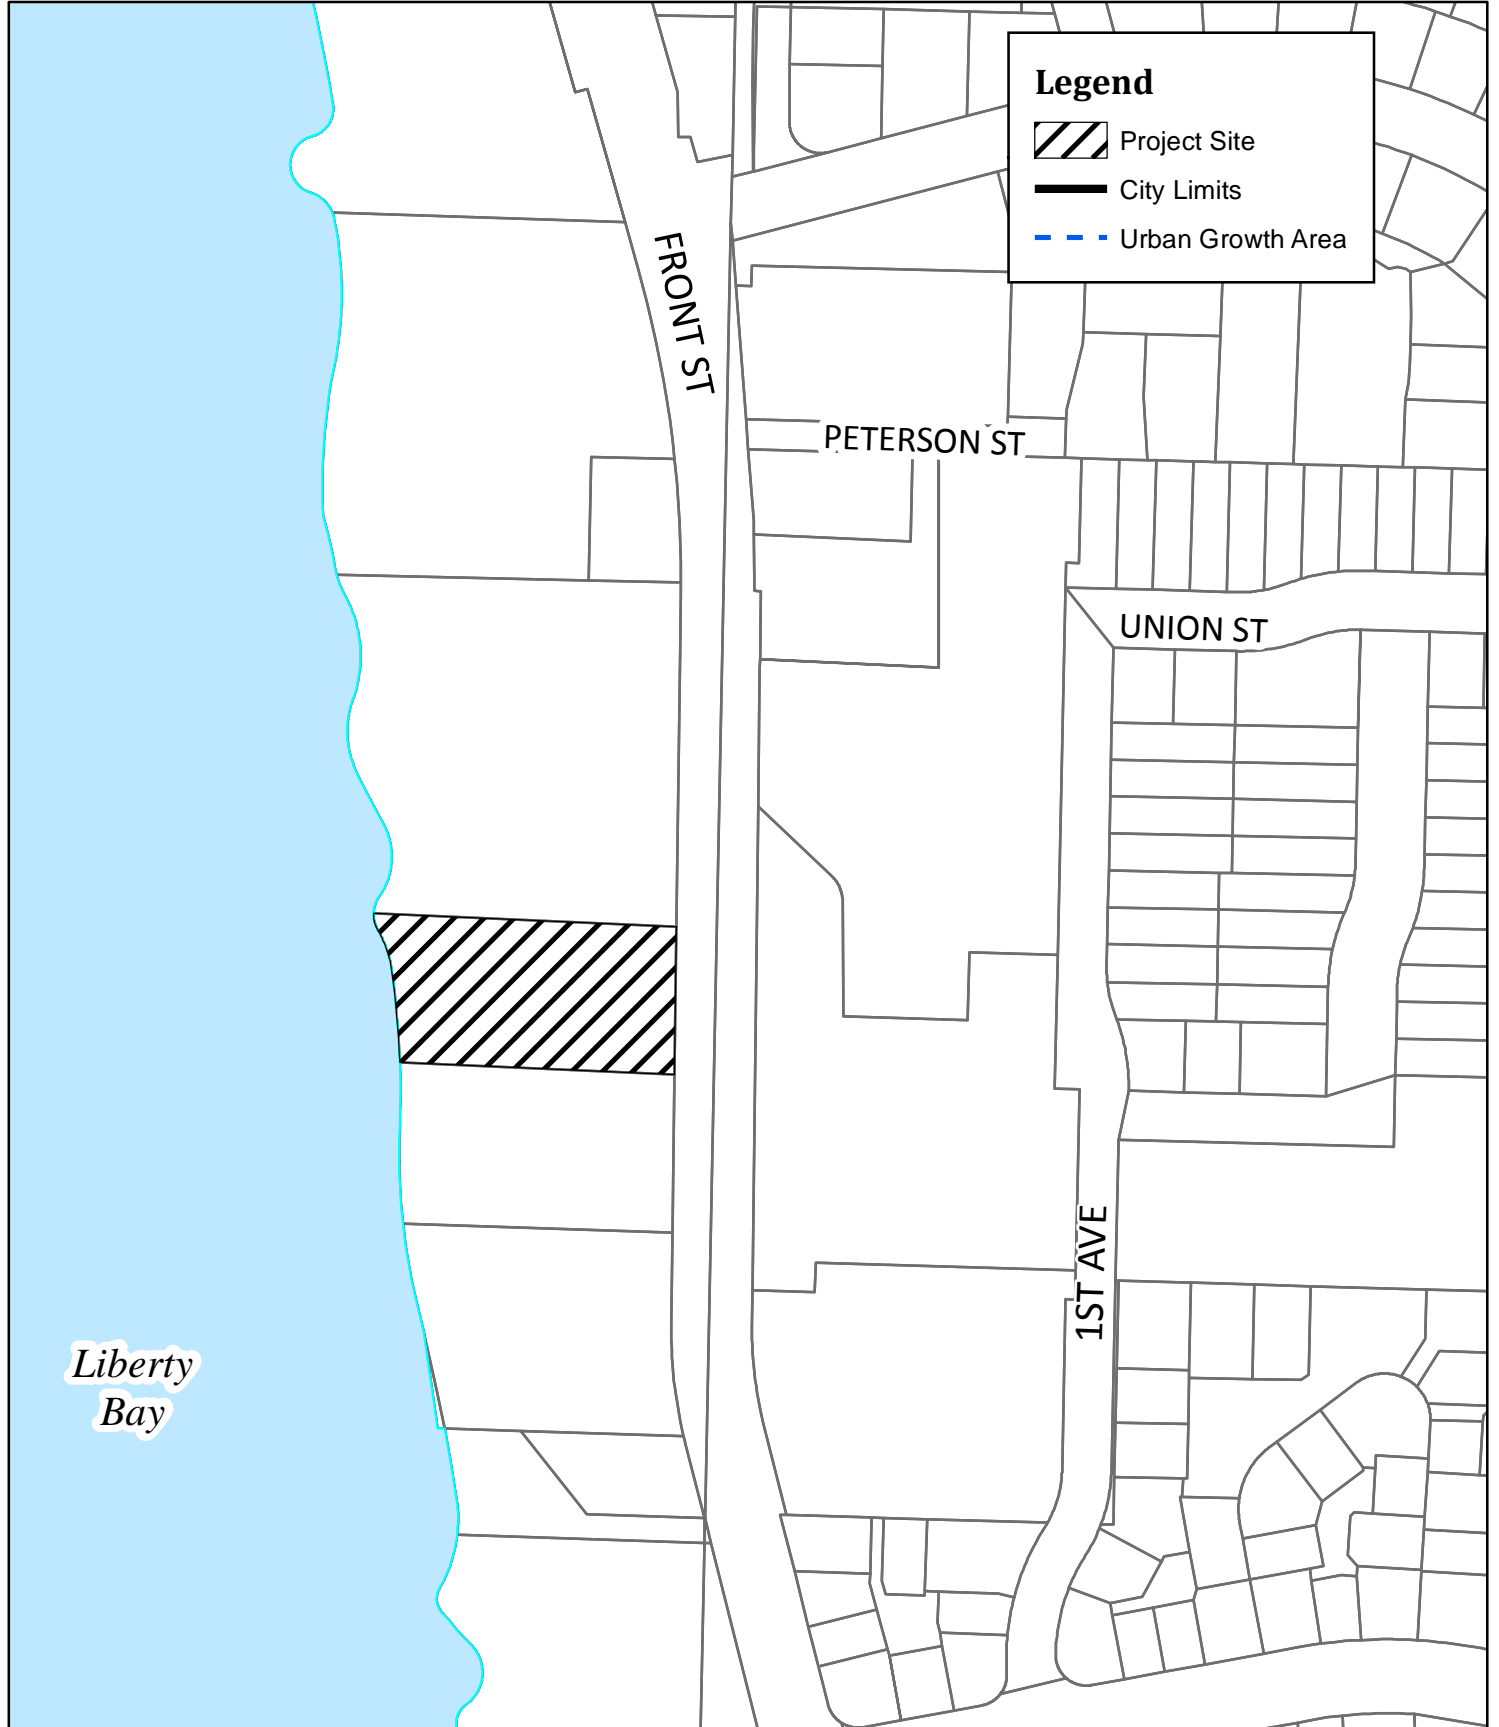 Legend
Project Site
City Limits
Urban Growth Area
FRONT ST
PETERSON ST
UNION ST
1ST AVE
Liberty
Bay